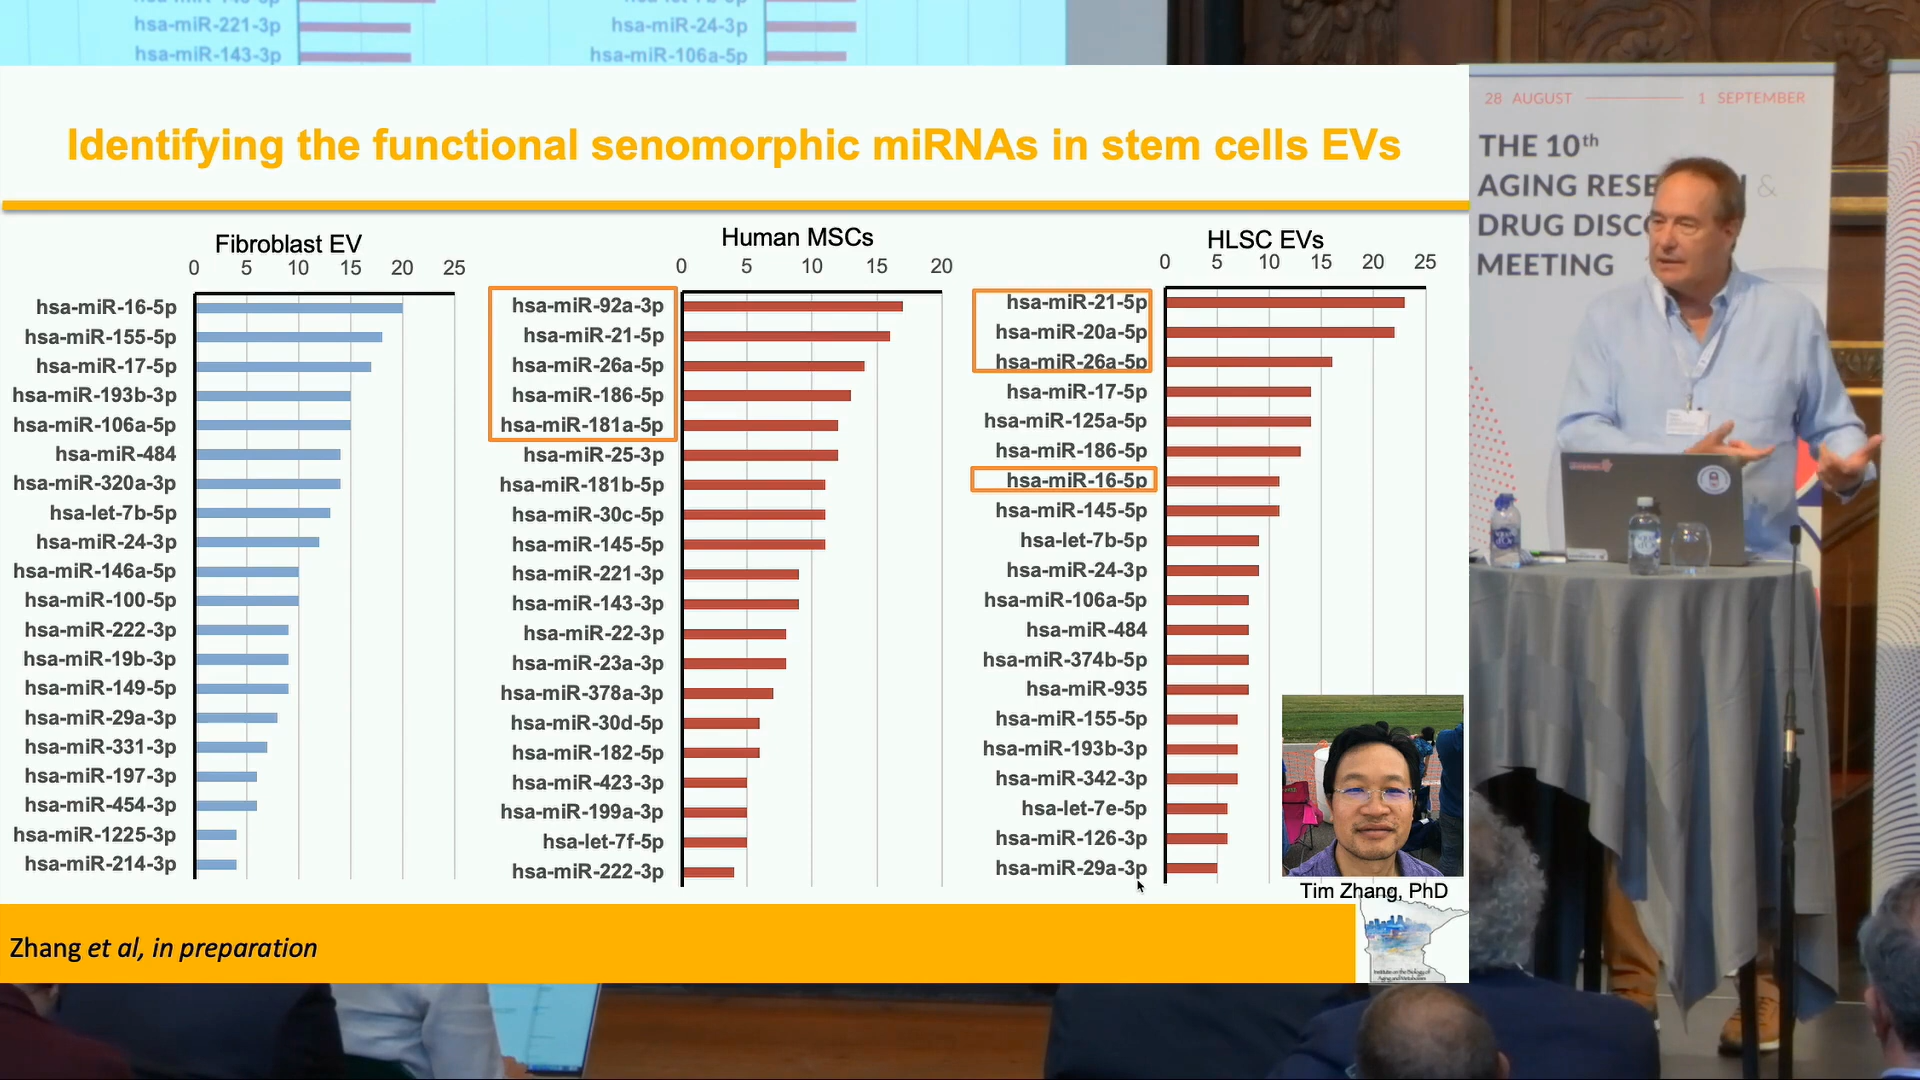 hsa-miR-221-3p
hsa-miR-143-3p
hsa-miR-24-3p
hsa-miR-106a-5p
Identifying the functional senomorphic miRNAs in stem cells EVs
Fibroblast EV
0 5 10 15 20 25
hsa-miR-16-5p
hsa-miR-155-5p
hsa-miR-17-5p
hsa-miR-193b-3p
hsa-miR-106a-5p
hsa-miR-484
hsa-miR-320a-3p
hsa-let-7b-5p
hsa-miR-24-3p
hsa-miR-146a-5p
hsa-miR-100-5p
hsa-miR-222-3p
hsa-miR-19b-3p
hsa-miR-149-5p
hsa-miR-29a-3p
hsa-miR-331-3p
hsa-miR-197-3p
hsa-miR-454-3p
hsa-miR-1225-3p
hsa-miR-214-3p
Human MSCs
0 5 10 15 20
hsa-miR-92a-3p
hsa-miR-21-5p
hsa-miR-26a-5p
hsa-miR-186-5p
hsa-miR-181a-5p
hsa-miR-25-3p
hsa-miR-181b-5p
hsa-miR-30c-5p
hsa-miR-145-5p
hsa-miR-221-3p
hsa-miR-143-3p
hsa-miR-22-3p
hsa-miR-23a-3p
hsa-miR-378a-3p
hsa-miR-30d-5p
hsa-miR-182-5p
hsa-miR-423-3p
hsa-miR-199a-3p
hsa-let-7f-5p
hsa-miR-222-3p
HLSC EVs
0 5 10 15 20 25
hsa-miR-21-5p
hsa-miR-20a-5p
hsa-miR-26a-5p
hsa-miR-17-5p
hsa-miR-125a-5p
hsa-miR-186-5p
hsa-miR-16-5p
hsa-miR-145-5p
hsa-let-7b-5p
hsa-miR-24-3p
hsa-miR-106a-5p
hsa-miR-484
hsa-miR-374b-5p
hsa-miR-935
hsa-miR-155-5p
hsa-miR-193b-3p
hsa-miR-342-3p
hsa-let-7e-5p
hsa-miR-126-3p
hsa-miR-29a-3p
Tim Zhang, PhD
Zhang et al, in preparation
Institute on the Biology of
Aging and Metabolism
28 AUGUST 1 SEPTEMBER
THE 10th
AGING RESE &
DRUG DISCO
MEETING